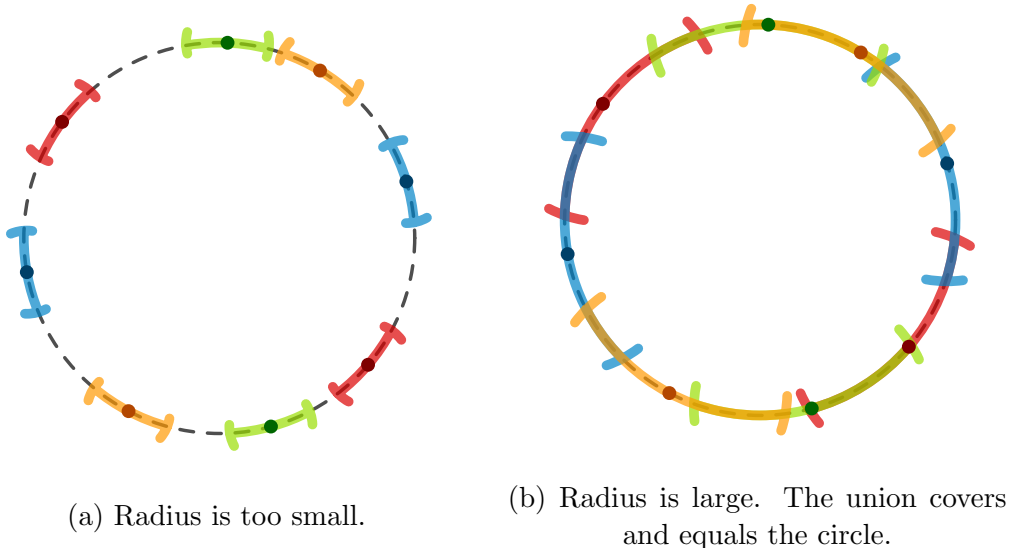 (a) Radius is too small.
(b) Radius is large. The union covers
and equals the circle.